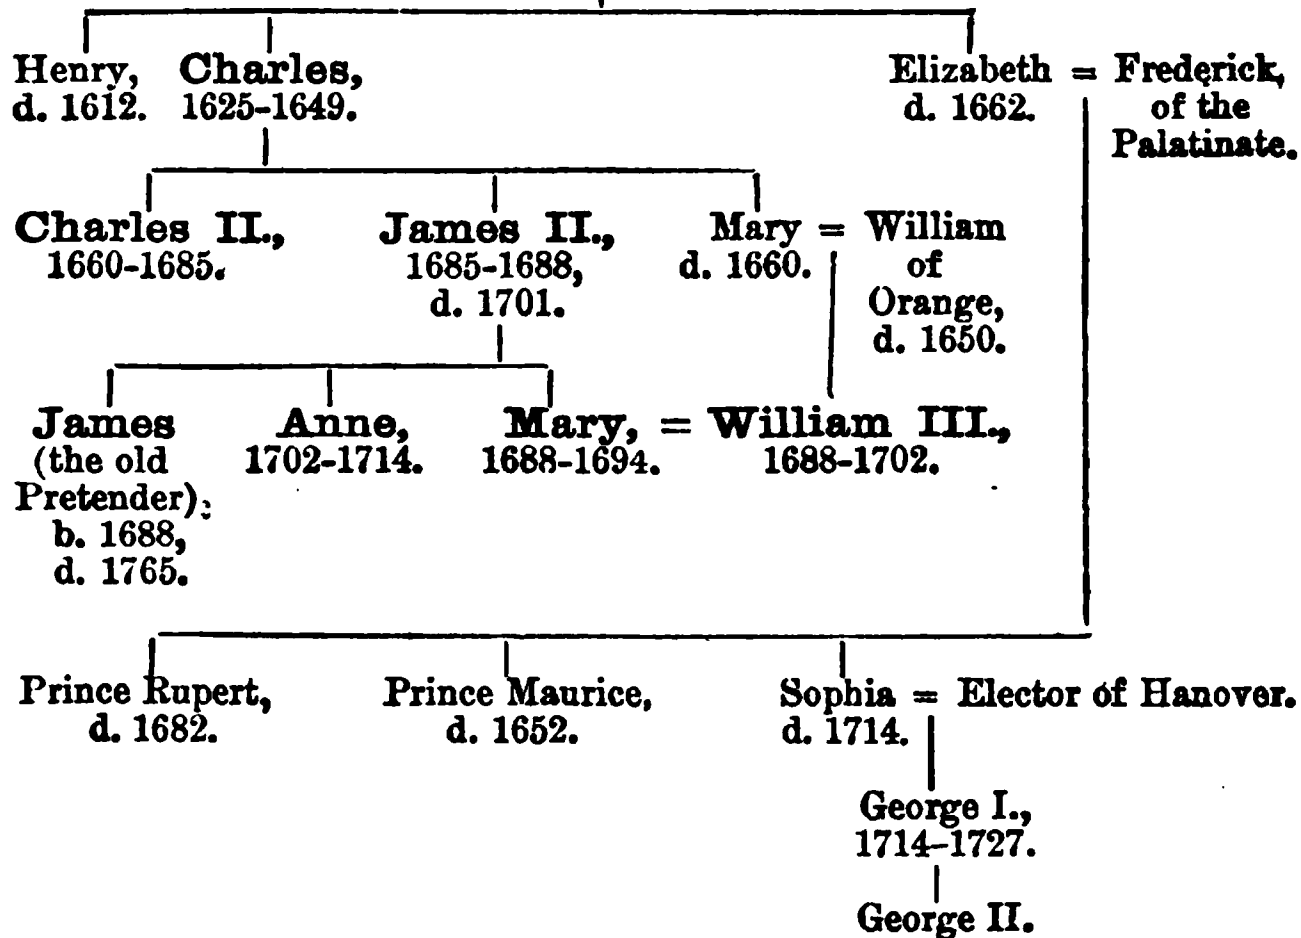 Henry, Charles, Elizabeth = Frederick,
d. 1612. 1625-1649. d. 1662. of the
Palatinate.
Charles II., James II., Mary = William
1660-1685. 1685-1688, d. 1660. of
d. 1701. Orange,
d. 1650.
James Anne, Mary, = William III.,
(the old 1702-1714. 1688-1694. 1688-1702.
Pretender),
b. 1688,
d. 1765.
Prince Rupert, Prince Maurice, Sophia = Elector of Hanover.
d. 1682. d. 1652. d. 1714.
George I.,
1714-1727.
George II.